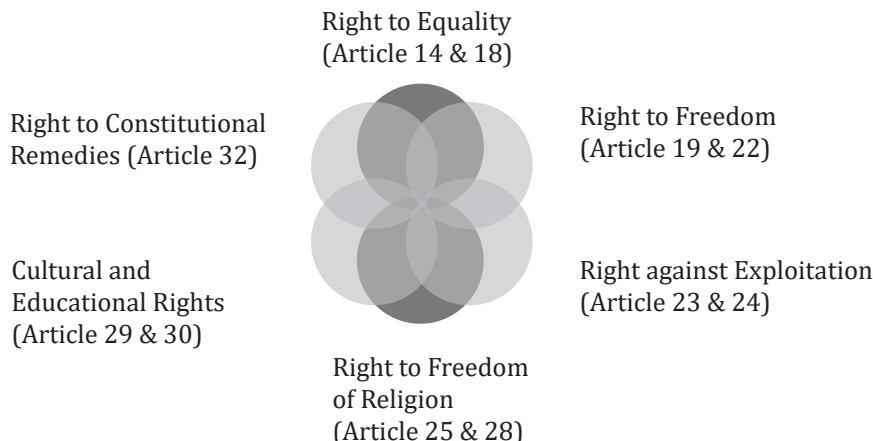 Right to Equality
(Article 14 & 18)
Right to Constitutional
Remedies (Article 32)
Right to Freedom
(Article 19 & 22)
Cultural and
Educational Rights
(Article 29 & 30)
Right against Exploitation
(Article 23 & 24)
Right to Freedom
of Religion
(Article 25 & 28)